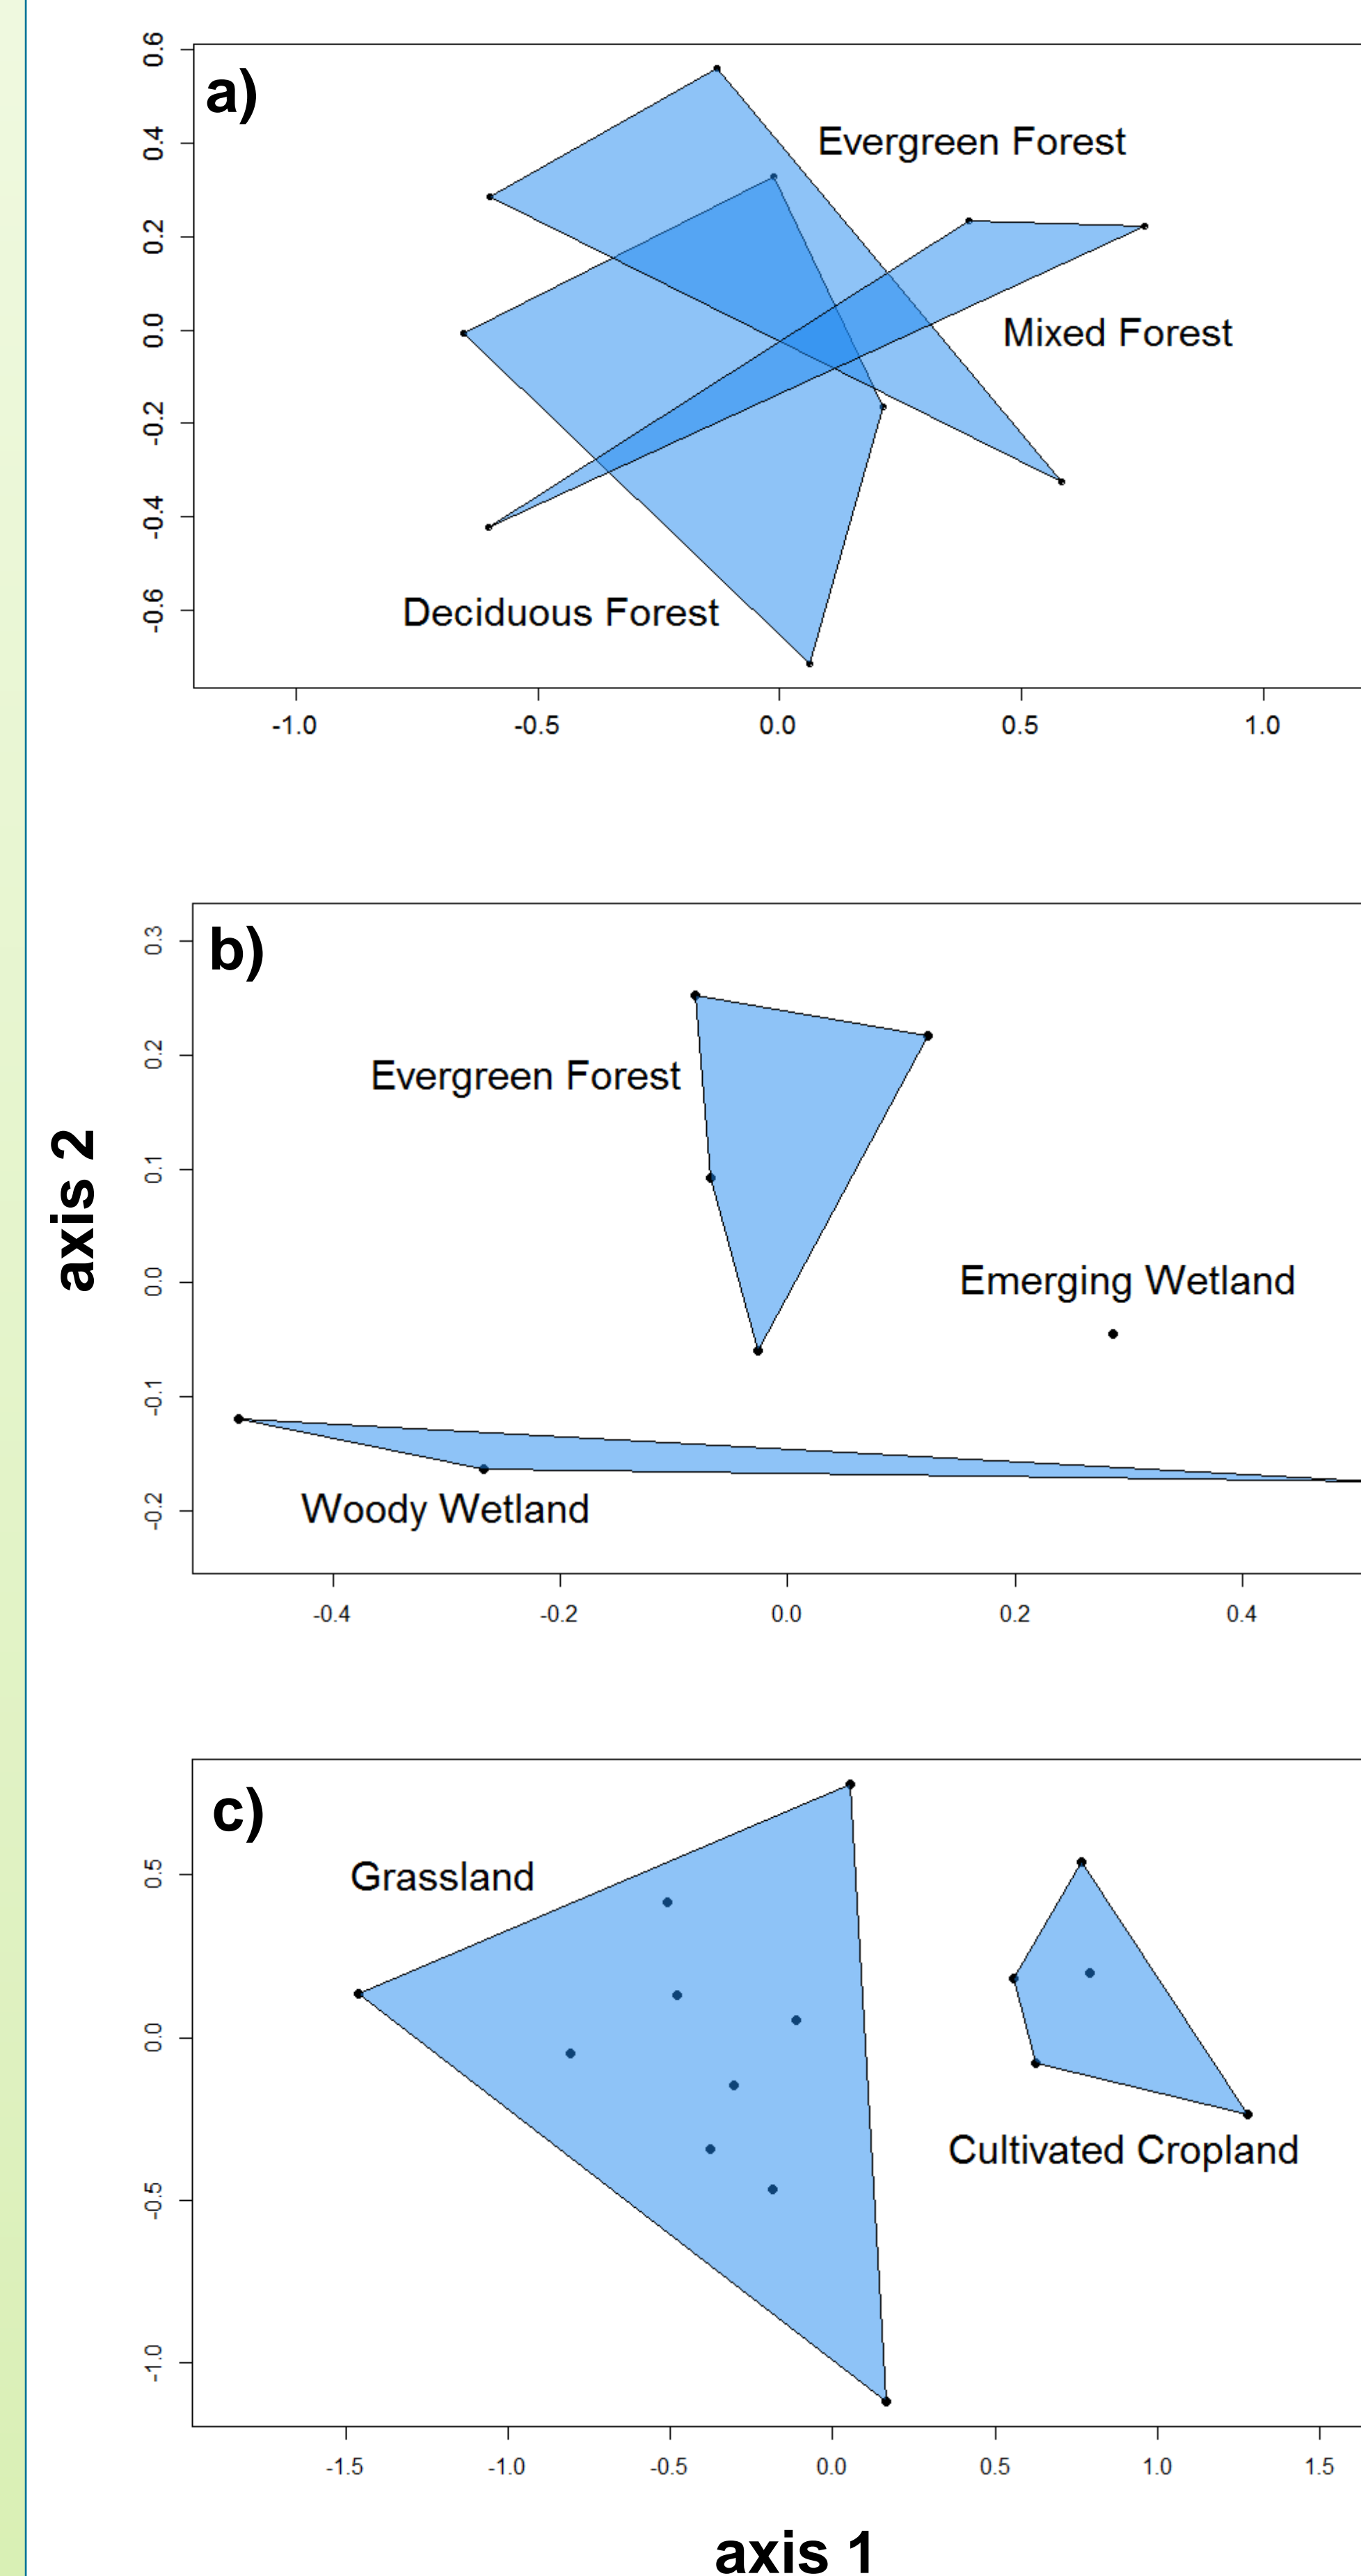 a)
0.6
0.4
0.2
0.0
-0.2
-0.4
-0.6
Evergreen Forest
Mixed Forest
Deciduous Forest
-1.0 -0.5 0.0 0.5 1.0
b)
0.3
0.2
0.1
0.0
-0.1
-0.2
Evergreen Forest
Emerging Wetland
Woody Wetland
-0.4 -0.2 0.0 0.2 0.4
axis 2
c)
0.5
0.0
-0.5
-1.0
Grassland
Cultivated Cropland
-1.5 -1.0 -0.5 0.0 0.5 1.0 1.5
axis 1